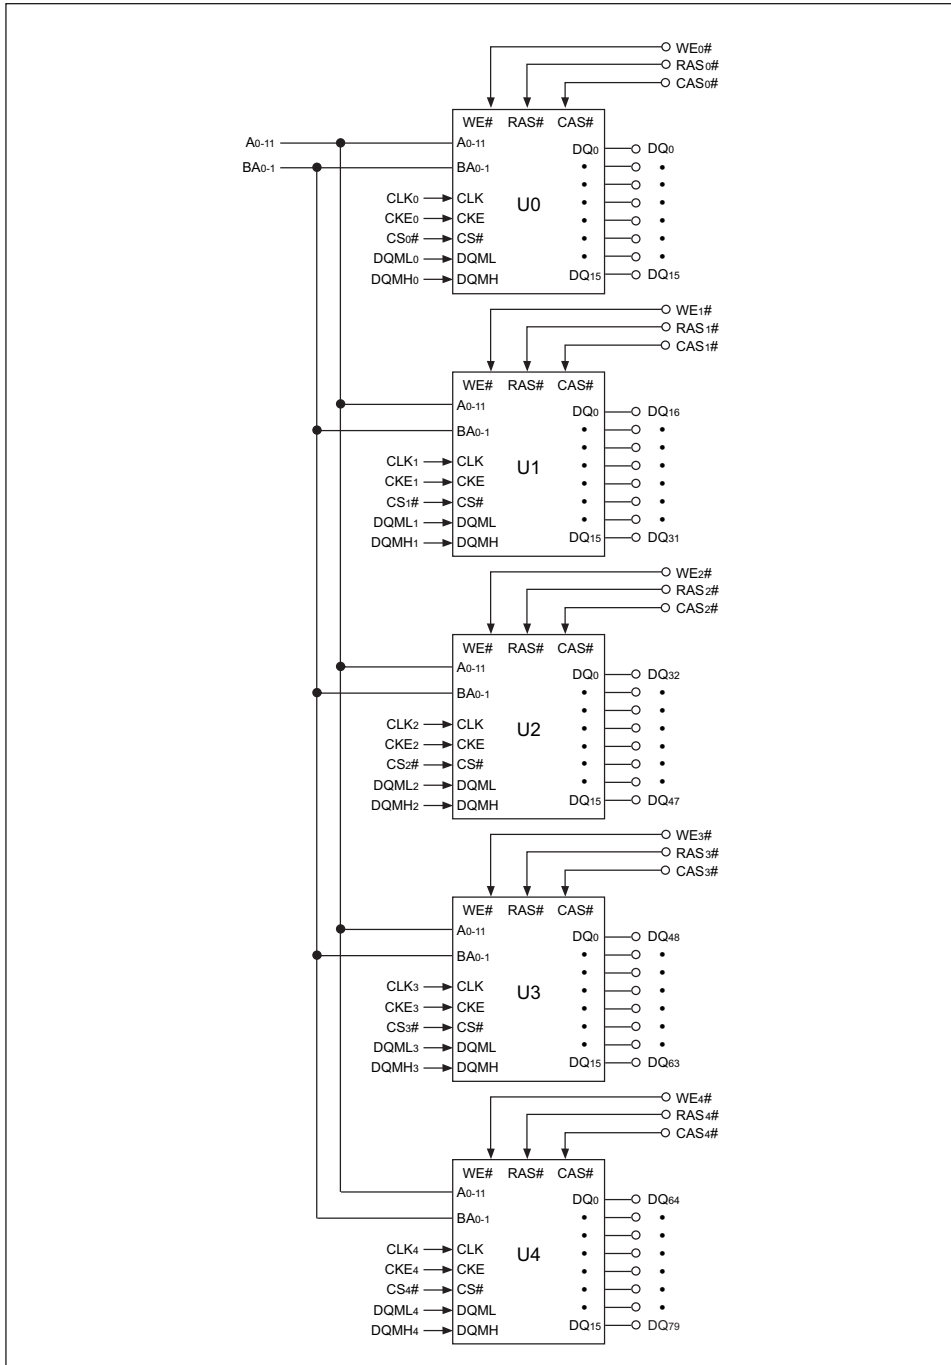 WE0#
RAS0#
CAS0#
WE# RAS# CAS#
A0-11 A0-11
DQ0 DQ0
BA0-1 BA0-1
CLK0 CLK
U0
CKE0 CKE
CS0# CS#
DQML0 DQML
DQMH0 DQMH
DQ15 DQ15
WE1#
RAS1#
CAS1#
WE# RAS# CAS#
A0-11
DQ0 DQ16
BA0-1
CLK1 CLK
U1
CKE1 CKE
CS1# CS#
DQML1 DQML
DQMH1 DQMH
DQ15 DQ31
WE2#
RAS2#
CAS2#
WE# RAS# CAS#
A0-11
DQ0 DQ32
BA0-1
CLK2 CLK
U2
CKE2 CKE
CS2# CS#
DQML2 DQML
DQMH2 DQMH
DQ15 DQ47
WE3#
RAS3#
CAS3#
WE# RAS# CAS#
A0-11
DQ0 DQ48
BA0-1
CLK3 CLK
U3
CKE3 CKE
CS3# CS#
DQML3 DQML
DQMH3 DQMH
DQ15 DQ63
WE4#
RAS4#
CAS4#
WE# RAS# CAS#
A0-11
DQ0 DQ64
BA0-1
CLK4 CLK
U4
CKE4 CKE
CS4# CS#
DQML4 DQML
DQMH4 DQMH
DQ15 DQ79